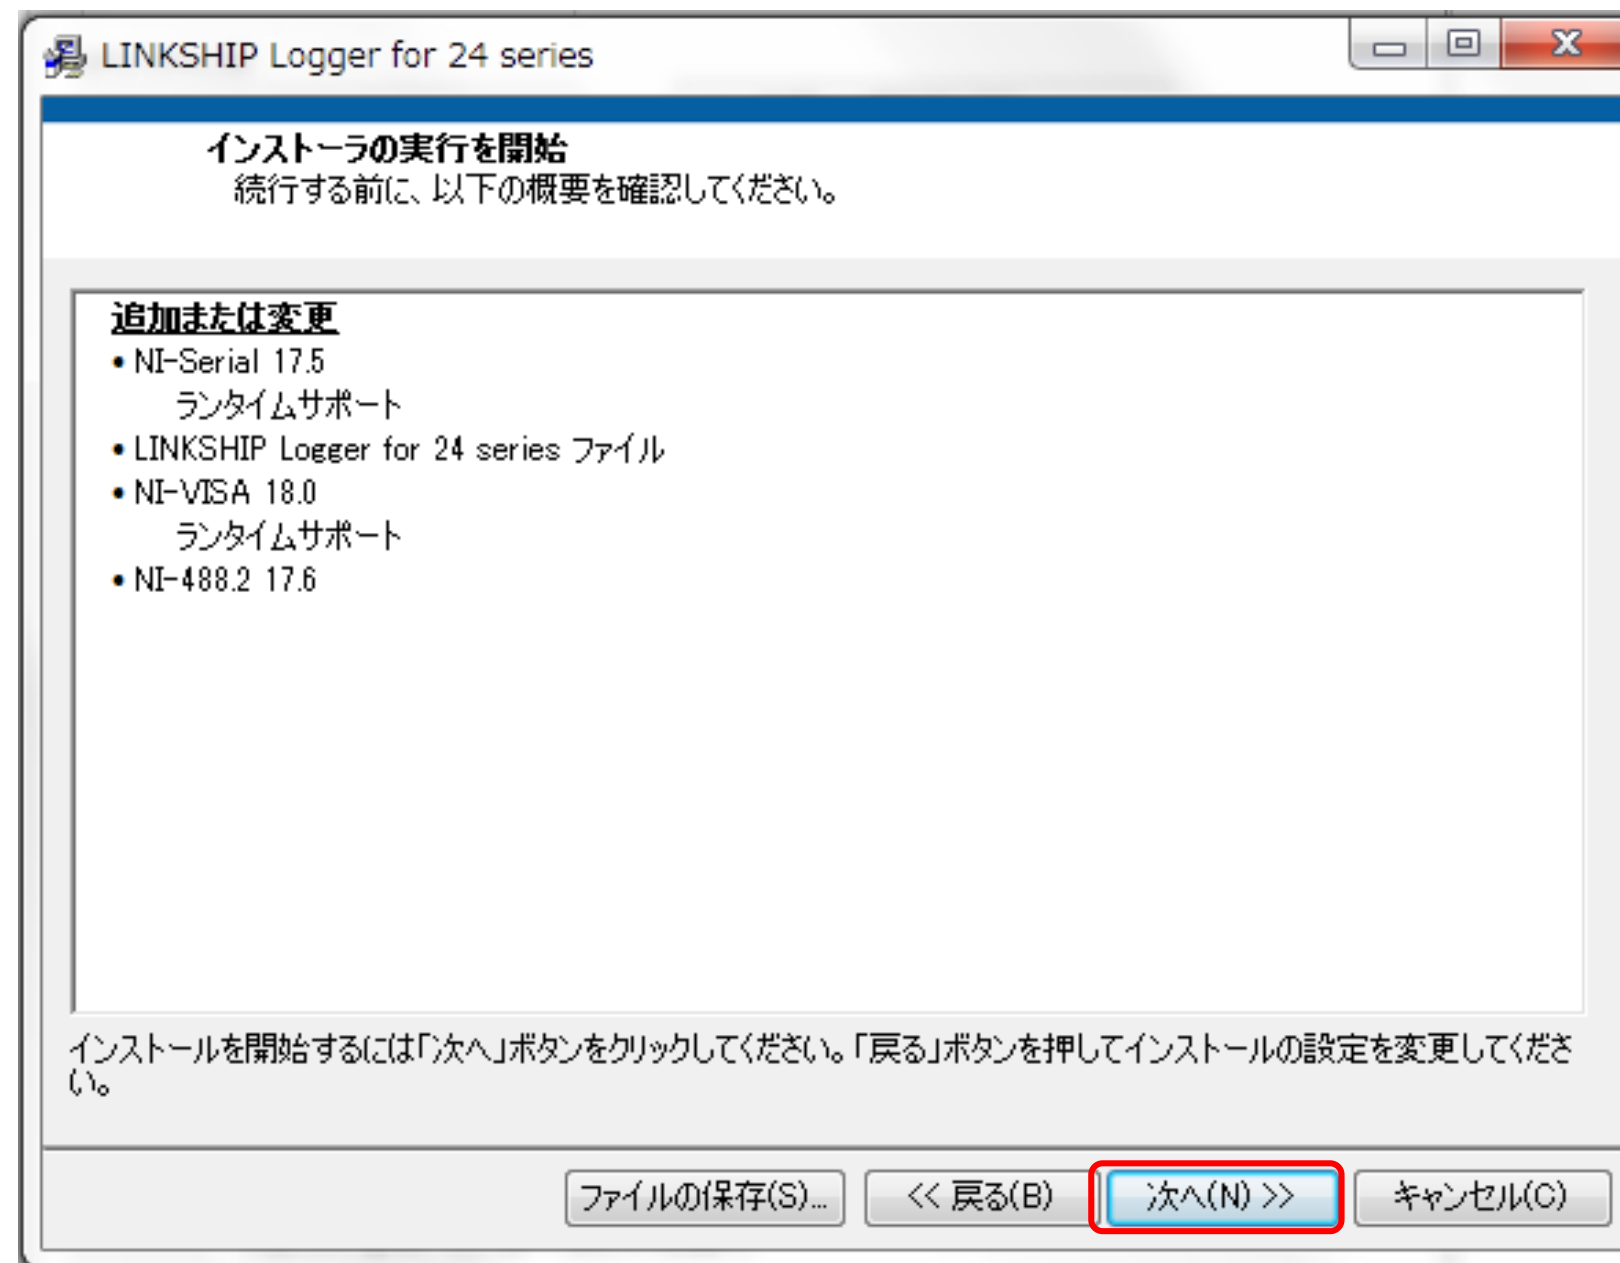 LINKSHIP Logger for 24 series
インストーラの実行を開始
続行する前に、以下の概要を確認してください。
追加または変更
• NI-Serial 17.5
ランタイムサポート
• LINKSHIP Logger for 24 series ファイル
• NI-VISA 18.0
ランタイムサポート
• NI-488.2 17.6
インストールを開始するには「次へ」ボタンをクリックしてください。「戻る」ボタンを押してインストールの設定を変更してくださ
い。
ファイルの保存(S)... << 戻る(B) 次へ(N) >> キャンセル(C)